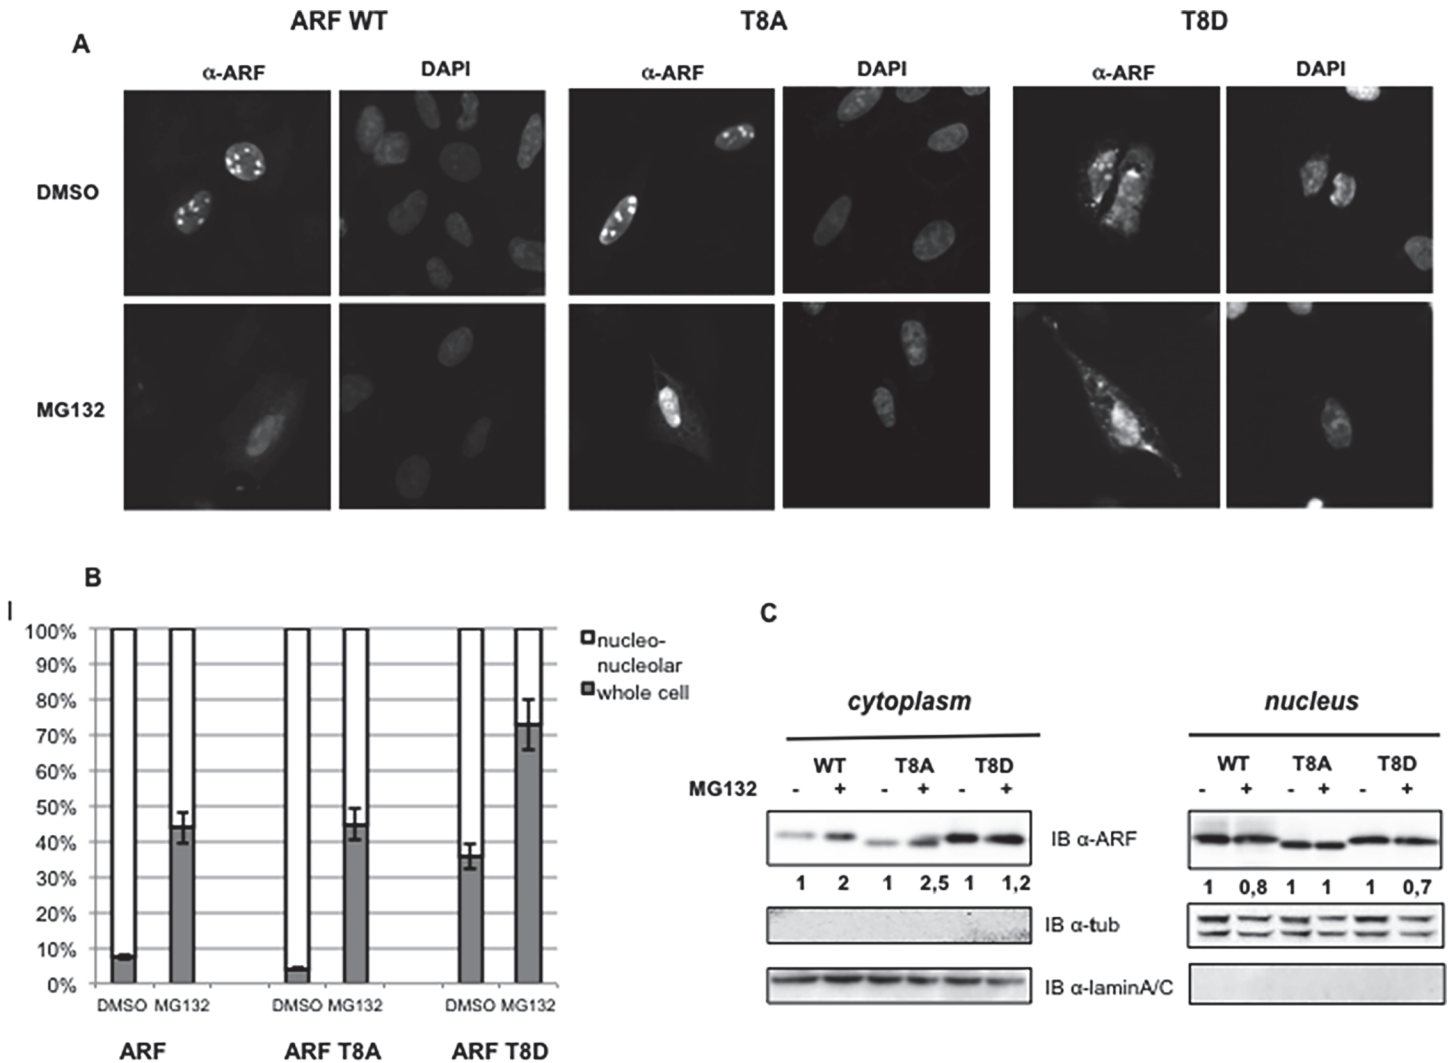 ARF WT T8A T8D
A
α-ARF DAPI α-ARF DAPI α-ARF DAPI
DMSO
MG132
B
I
100%
90%
80%
70%
60%
50%
40%
30%
20%
10%
0%
nucleo-
nucleolar
whole cell
DMSO MG132 DMSO MG132 DMSO MG132
ARF ARF T8A ARF T8D
C
cytoplasm nucleus
WT T8A T8D WT T8A T8D
MG132 - + - + - + - + - + - +
IB α-ARF
1 2 1 2,5 1 1,2 1 0,8 1 1 1 0,7
IB α-tub
IB α-laminA/C